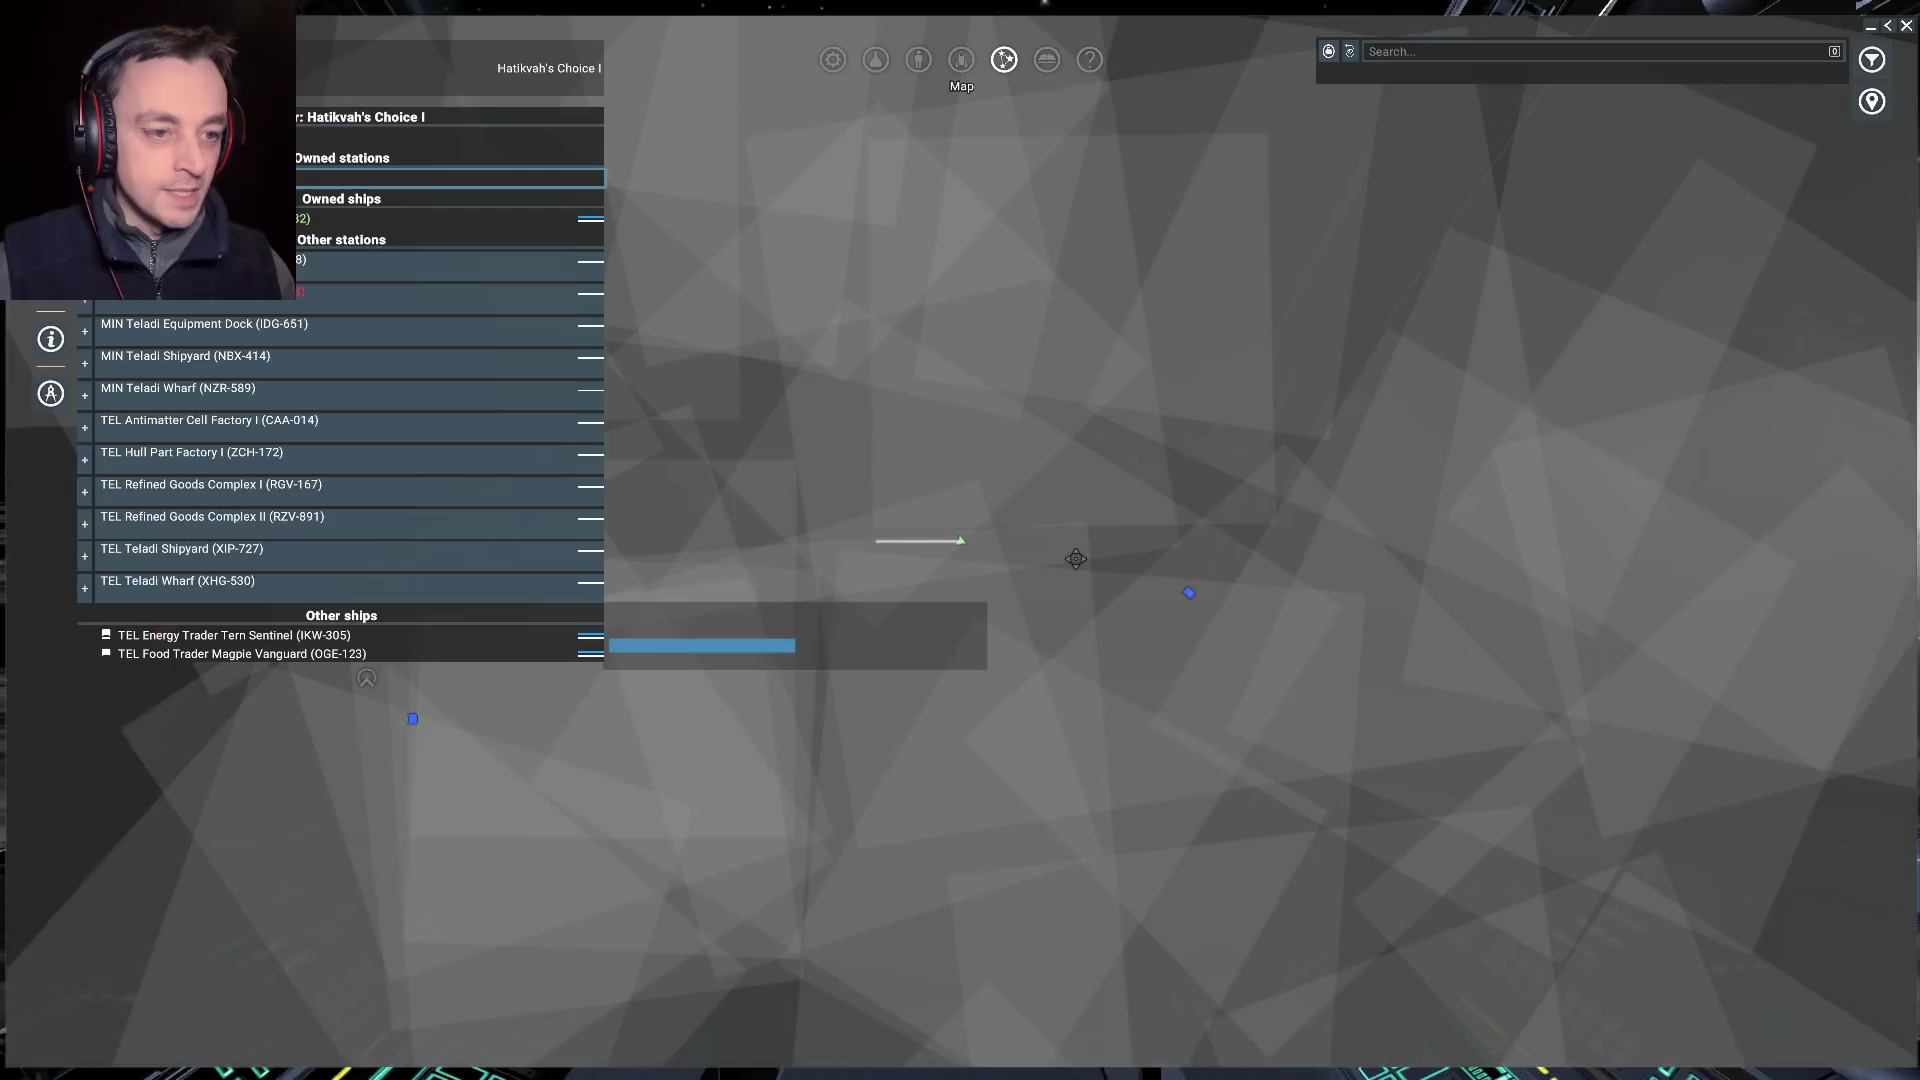 Hatikvah's Choice I
Map
Search...
0
r: Hatikvah's Choice I
Owned stations
Owned ships
32)
Other stations
8)
MIN Teladi Equipment Dock (IDG-651)
MIN Teladi Shipyard (NBX-414)
MIN Teladi Wharf (NZR-589)
TEL Antimatter Cell Factory I (CAA-014)
TEL Hull Part Factory I (ZCH-172)
TEL Refined Goods Complex I (RGV-167)
TEL Refined Goods Complex II (RZV-891)
TEL Teladi Shipyard (XIP-727)
TEL Teladi Wharf (XHG-530)
Other ships
TEL Energy Trader Tern Sentinel (IKW-305)
TEL Food Trader Magpie Vanguard (OGE-123)